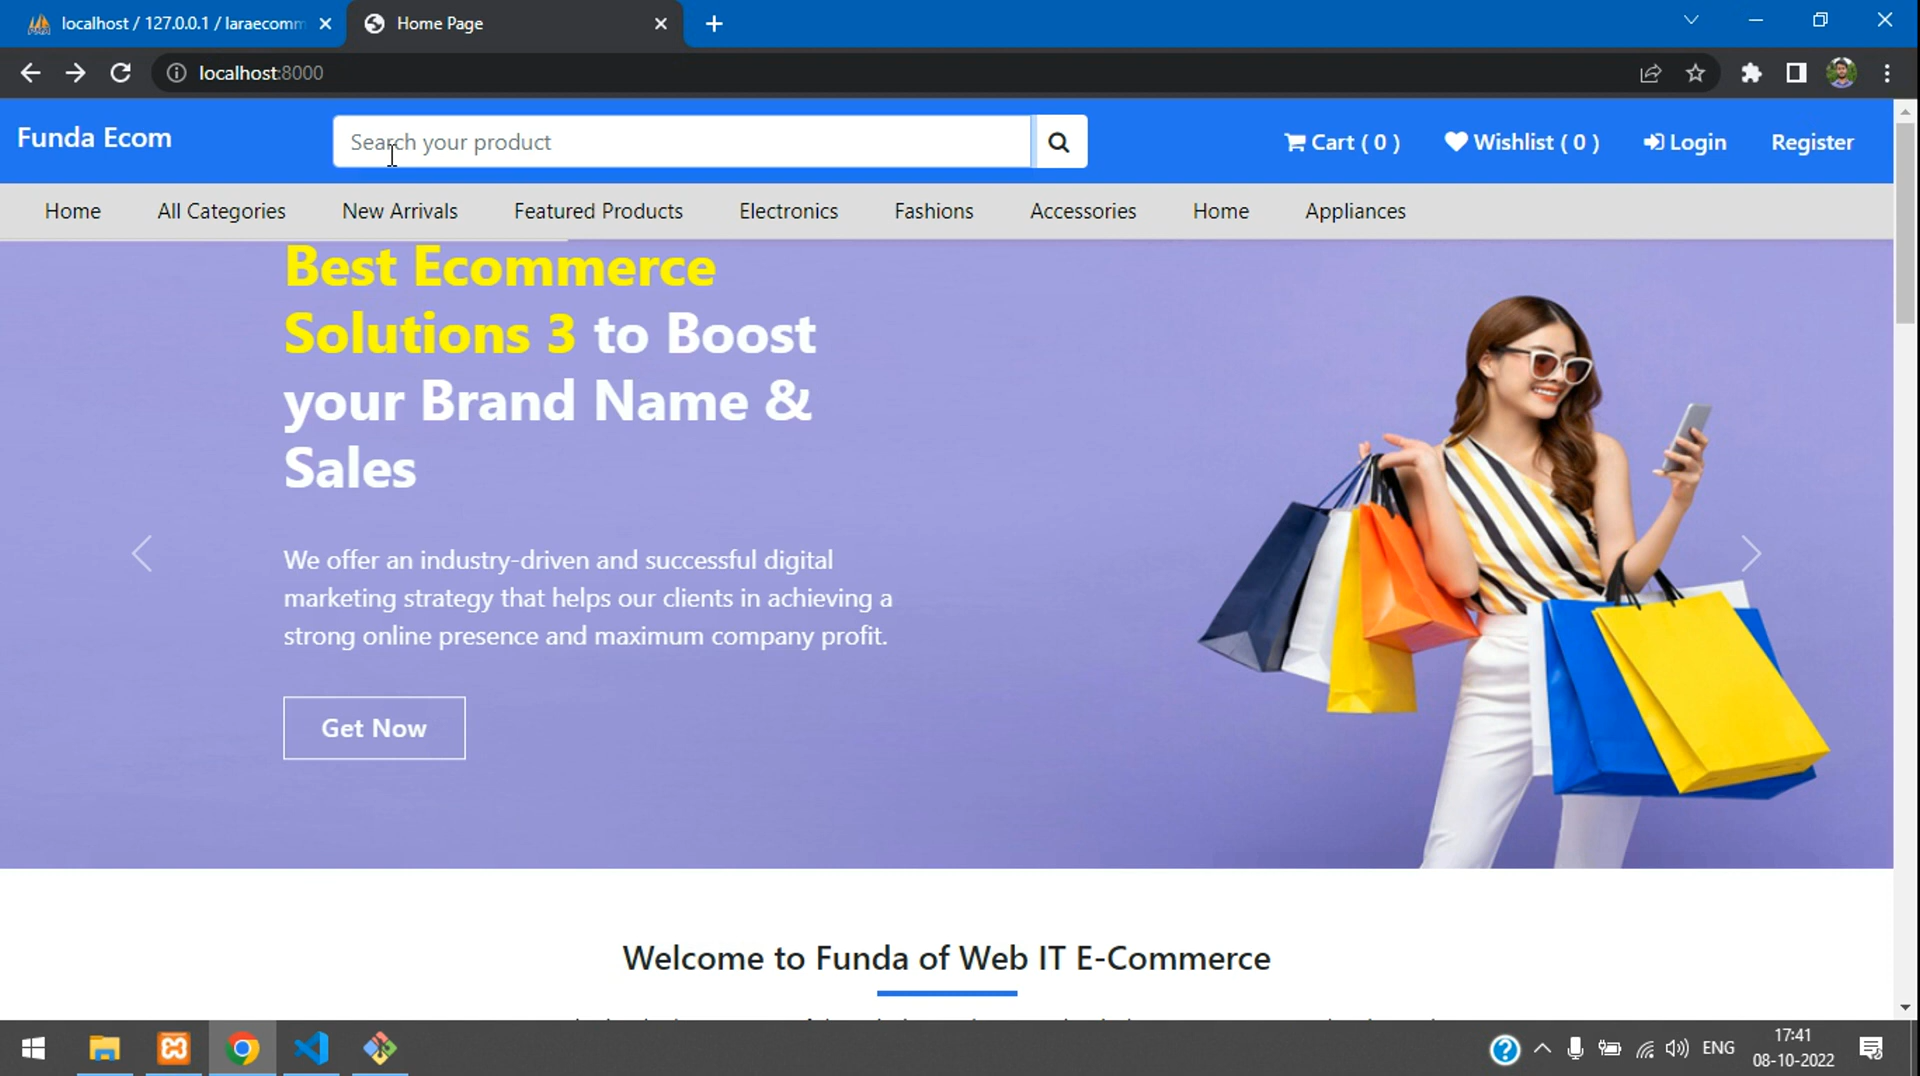 localhost / 127.0.0.1 / laraecomm
Home Page
localhost:8000
Funda Ecom
Search your product
Cart ( 0 )
Wishlist ( 0 )
Login
Register
Home
All Categories
New Arrivals
Featured Products
Electronics
Fashions
Accessories
Home
Appliances
Best Ecommerce
Solutions 3 to Boost
your Brand Name &
Sales
We offer an industry-driven and successful digital
marketing strategy that helps our clients in achieving a
strong online presence and maximum company profit.
Get Now
Welcome to Funda of Web IT E-Commerce
ENG
17:41
08-10-2022